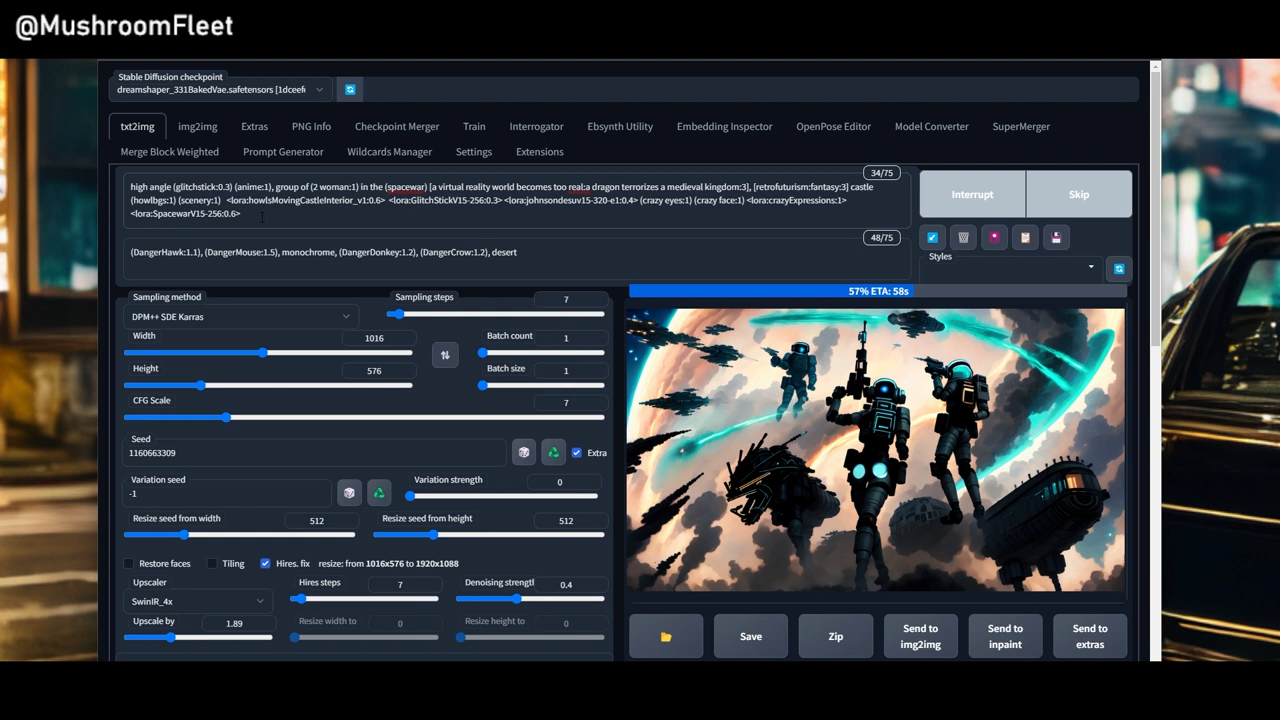 @MushroomFleet
Stable Diffusion checkpoint
dreamshaper_331BakedVae.safetensors [1dceefe
txt2img img2img Extras PNG Info Checkpoint Merger Train Interrogator Ebsynth Utility Embedding Inspector OpenPose Editor Model Converter SuperMerger
Merge Block Weighted Prompt Generator Wildcards Manager Settings Extensions
34/75
high angle (glitchstick:0.3) (anime:1), group of (2 woman:1) in the (spacewar) [a virtual reality world becomes too real:a dragon terrorizes a medieval kingdom:3], [retrofuturism:fantasy:3] castle
(howlbgs:1) (scenery:1) <lora:howlsMovingCastleInterior_v1:0.6> <lora:GlitchStickV15-256:0.3> <lora:johnsondesuv15-320-e1:0.4> (crazy eyes:1) (crazy face:1) <lora:crazyExpressions:1>
<lora:SpacewarV15-256:0.6>
Interrupt Skip
48/75
(DangerHawk:1.1), (DangerMouse:1.5), monochrome, (DangerDonkey:1.2), (DangerCrow:1.2), desert
Styles
57% ETA: 58s
Sampling method
DPM++ SDE Karras
Sampling steps 7
Width 1016
Batch count 1
Height 576
Batch size 1
CFG Scale 7
Seed
1160663309
Extra
Variation seed
-1
Variation strength 0
Resize seed from width 512
Resize seed from height 512
Restore faces Tiling Hires. fix resize: from 1016x576 to 1920x1088
Upscaler
SwinIR_4x
Hires steps 7
Denoising strengtl 0.4
Upscale by 1.89
Resize width to 0
Resize height to 0
Save Zip Send to img2img Send to inpaint Send to extras